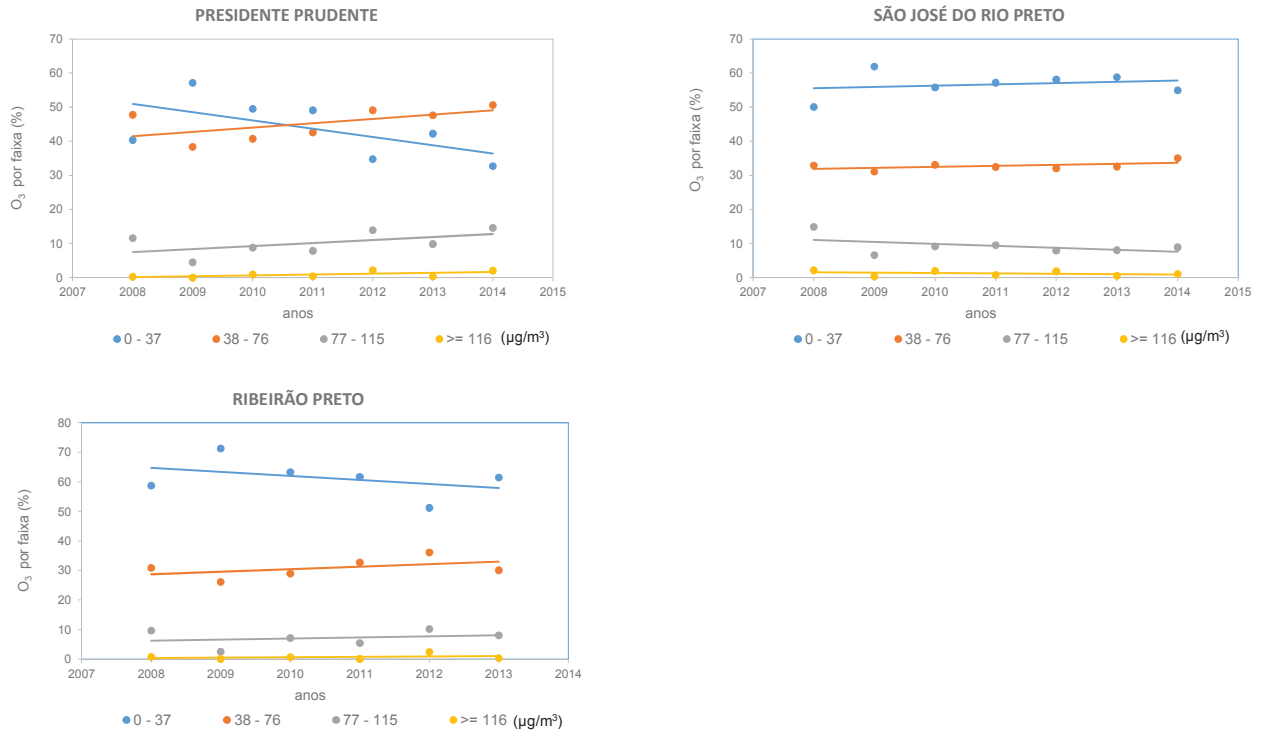 PRESIDENTE PRUDENTE
70
60
50
40
30
20
10
0
O₃ por faixa (%)
2007 2008 2009 2010 2011 2012 2013 2014 2015
anos
0 - 37 38 - 76 77 - 115 >= 116 (µg/m³)
SÃO JOSÉ DO RIO PRETO
70
60
50
40
30
20
10
0
O₃ por faixa (%)
2007 2008 2009 2010 2011 2012 2013 2014 2015
anos
0 - 37 38 - 76 77 - 115 >= 116 (µg/m³)
RIBEIRÃO PRETO
80
70
60
50
40
30
20
10
0
O₃ por faixa (%)
2007 2008 2009 2010 2011 2012 2013 2014
anos
0 - 37 38 - 76 77 - 115 >= 116 (µg/m³)